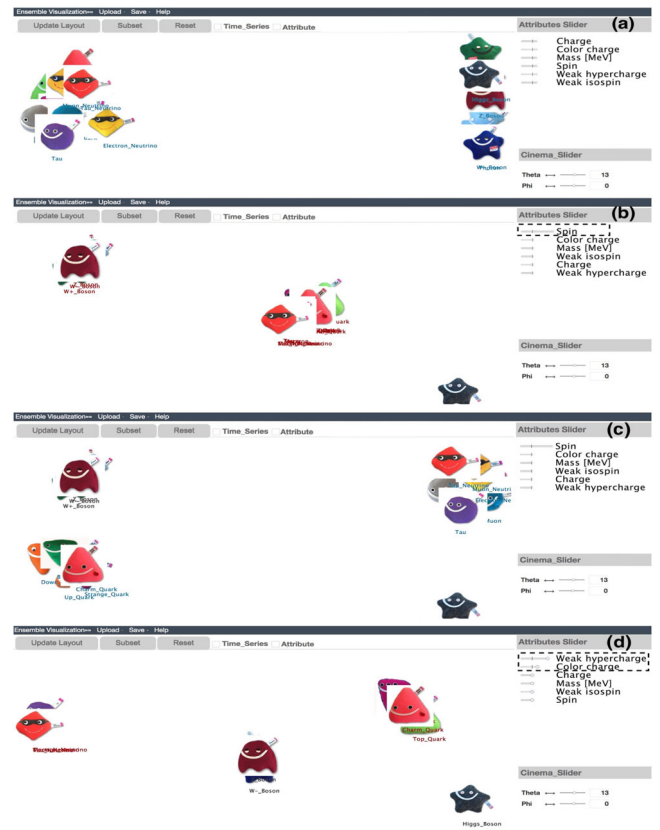 Ensemble Visualization Upload Save Help
Update Layout Subset Reset Time_Series Attribute
Attributes Slider (a)
Charge
Color charge
Mass [MeV]
Spin
Weak hypercharge
Weak isospin
Tau_Neutrino
Electron_Neutrino
Tau
Higgs_Boson
Z_Boson
Cinema_Slider
Theta ↔ 13
Phi ↔ 0
Ensemble Visualization Upload Save Help
Update Layout Subset Reset Time_Series Attribute
Attributes Slider (b)
Spin
Color charge
Mass [MeV]
Weak isospin
Charge
Weak hypercharge
W+_Boson
Cinema_Slider
Theta ↔ 13
Phi ↔ 0
Ensemble Visualization Upload Save Help
Update Layout Subset Reset Time_Series Attribute
Attributes Slider (c)
Spin
Color charge
Mass [MeV]
Weak isospin
Charge
Weak hypercharge
W+_Boson
Tau
Charm_Quark
Strange_Quark
Up_Quark
Cinema_Slider
Theta ↔ 13
Phi ↔ 0
Ensemble Visualization Upload Save Help
Update Layout Subset Reset Time_Series Attribute
Attributes Slider (d)
Weak hypercharge
Color charge
Charge
Mass [MeV]
Weak isospin
Spin
Charm_Quark
Top_Quark
W-_Boson
Higgs_Boson
Cinema_Slider
Theta ↔ 13
Phi ↔ 0